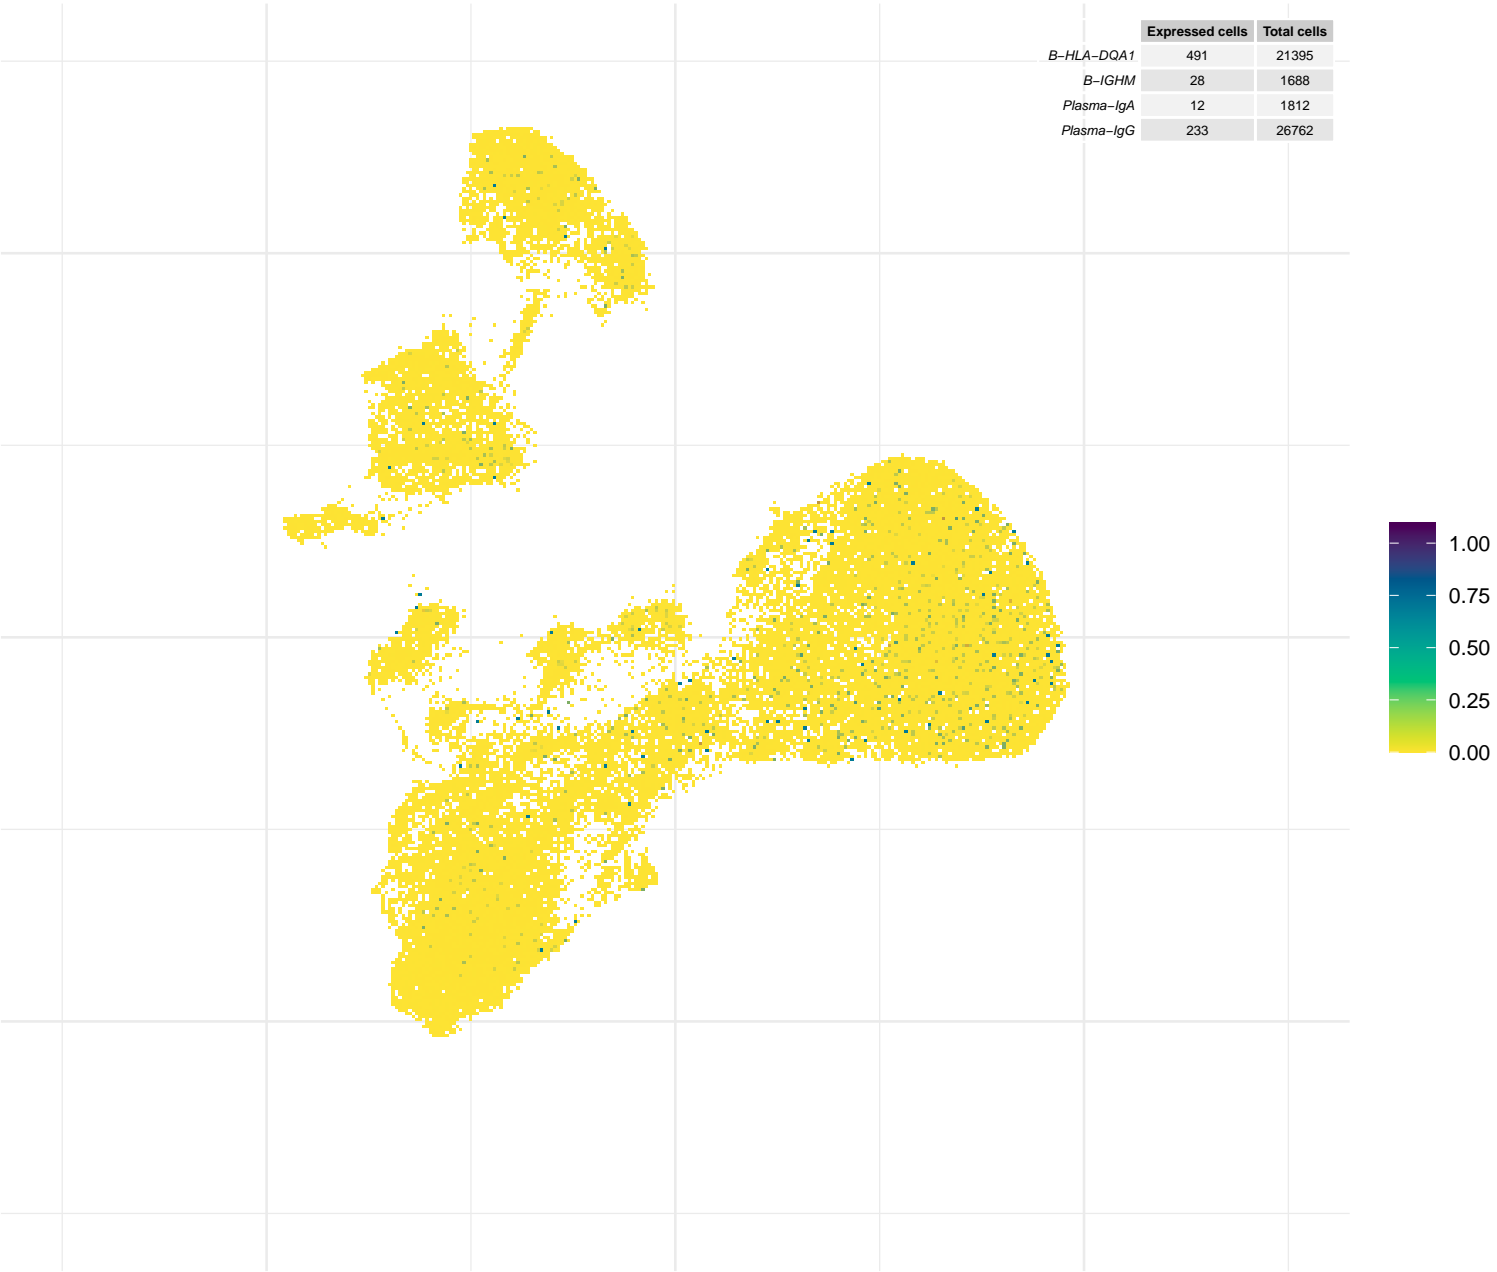 Expressed cells Total cells
B−HLA−DQA1 491 21395
B−IGHM 28 1688
Plasma−IgA 12 1812
Plasma−IgG 233 26762
1.00
0.75
0.50
0.25
0.00